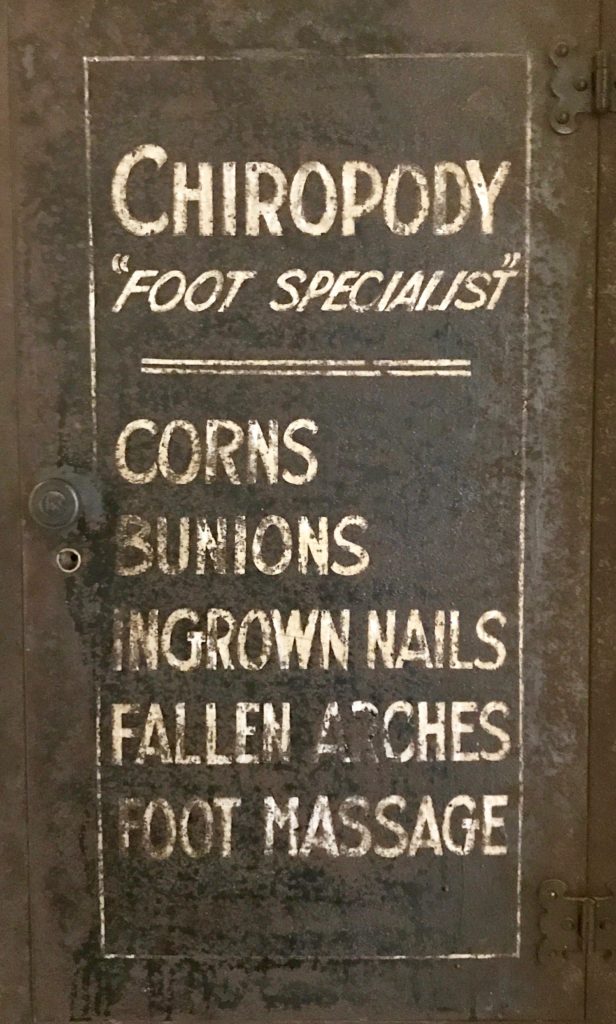 CHIROPODY
"FOOT SPECIALIST"
CORNS
BUNIONS
INGROWN NAILS
FALLEN ARCHES
FOOT MASSAGE